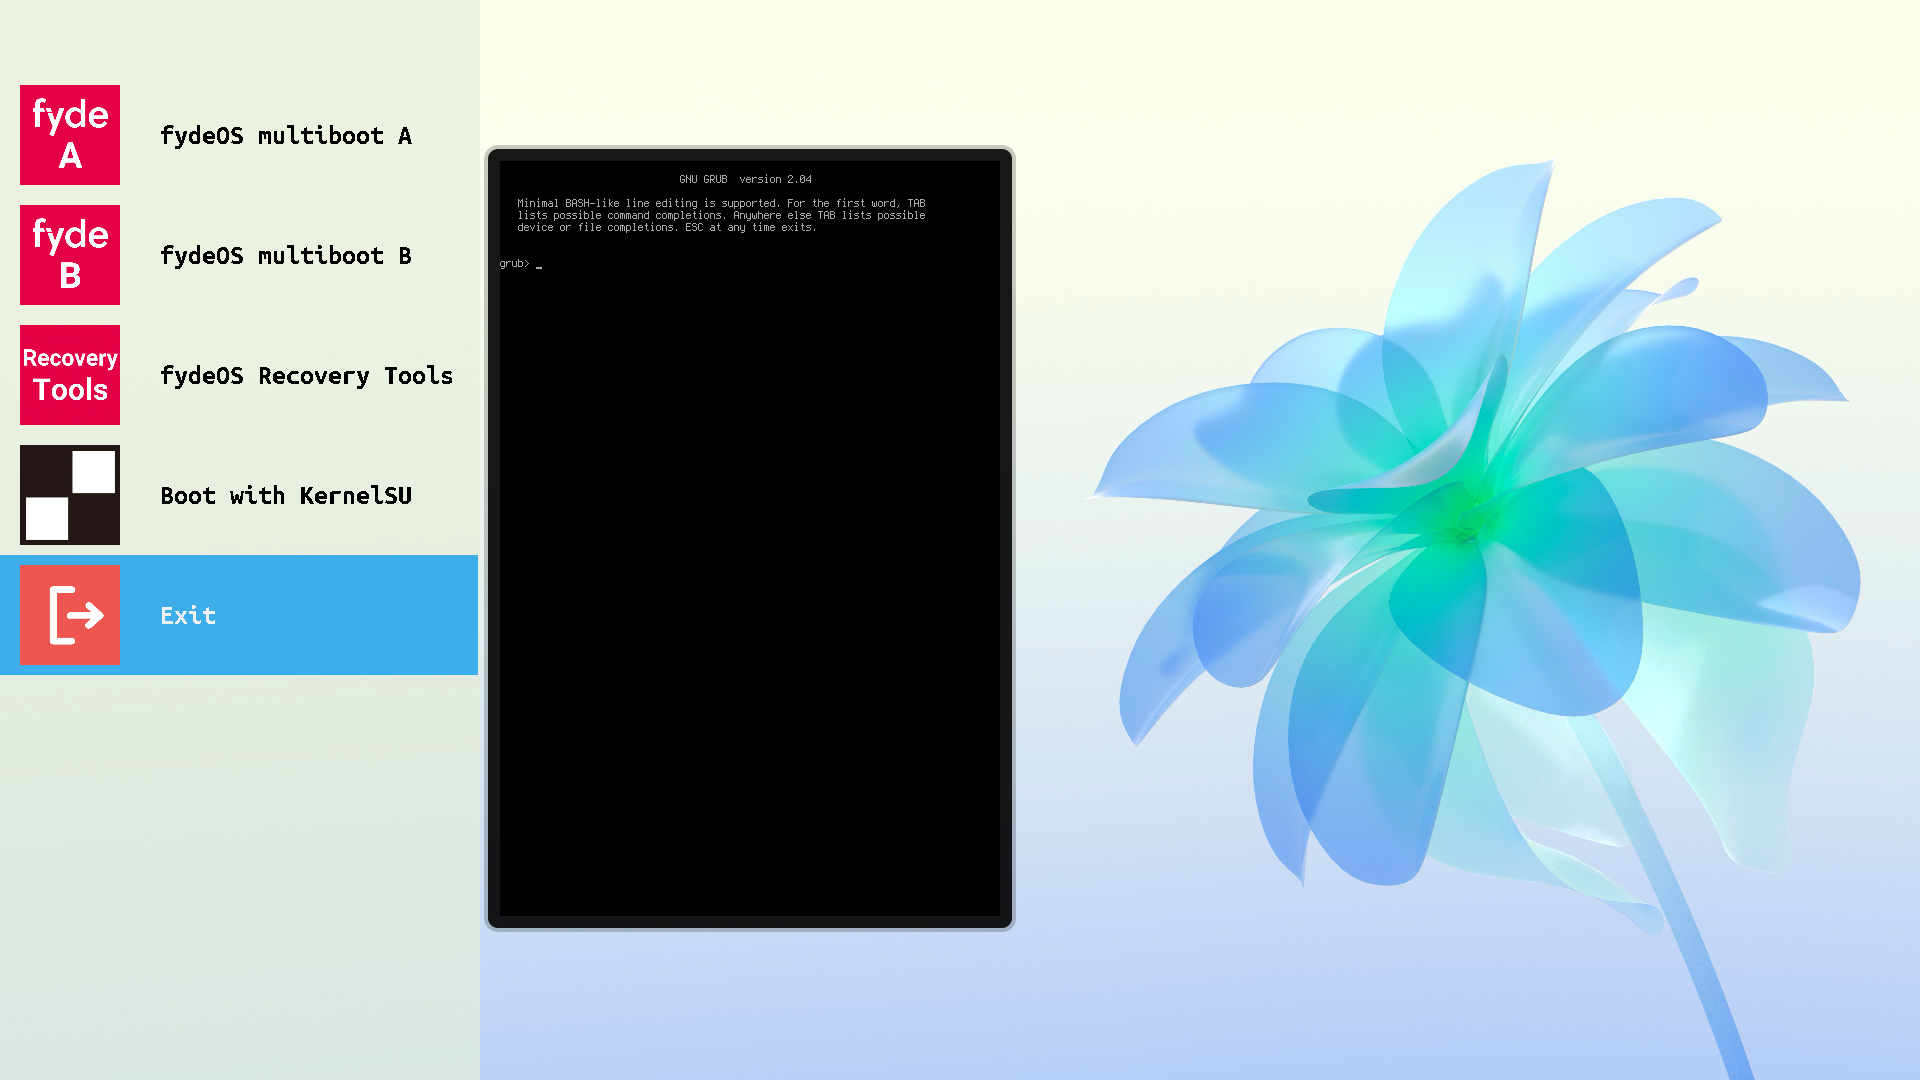 fyde
A
fydeOS multiboot A
fyde
B
fydeOS multiboot B
Recovery
Tools
fydeOS Recovery Tools
Boot with KernelSU
Exit
GNU GRUB  version 2.04
Minimal BASH-like line editing is supported. For the first word, TAB
lists possible command completions. Anywhere else TAB lists possible
device or file completions. ESC at any time exits.
grub> _